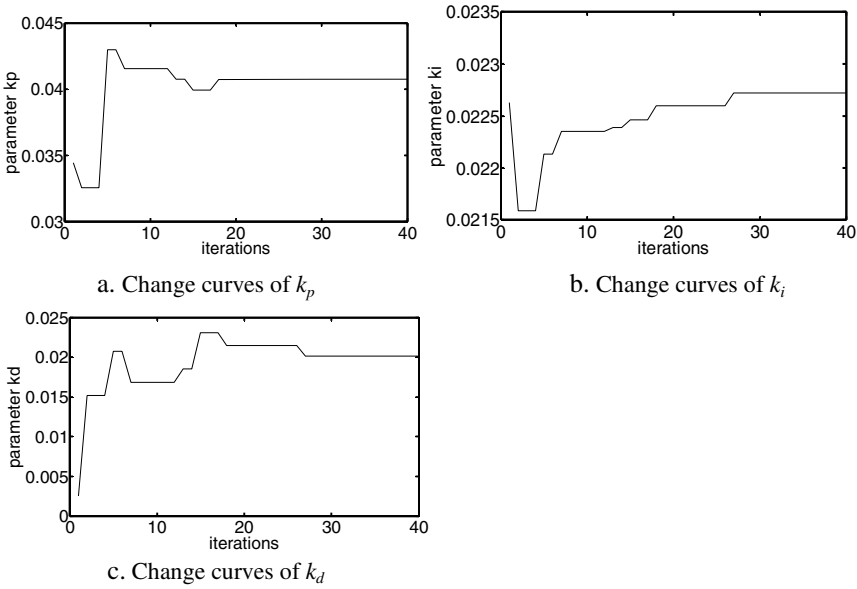 0.045
0.04
0.035
0.03
parameter kp
0 10 20 30 40
iterations
a. Change curves of kp
0.0235
0.023
0.0225
0.022
0.0215
parameter ki
0 10 20 30 40
iterations
b. Change curves of ki
0.025
0.02
0.015
0.01
0.005
0
parameter kd
0 10 20 30 40
iterations
c. Change curves of kd